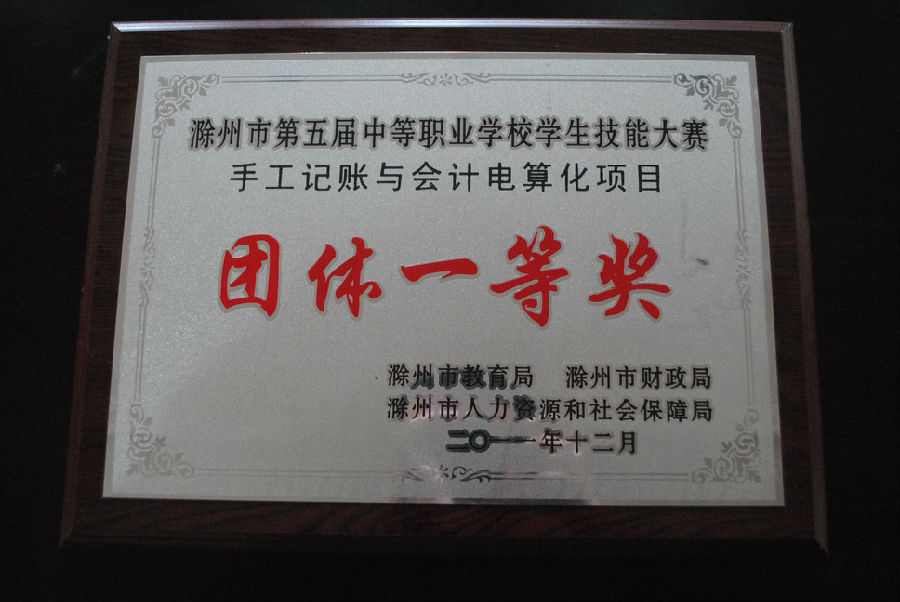 滁州市第五届中等职业学校学生技能大赛
手工记账与会计电算化项目
团体一等奖
滁州市教育局 滁州市财政局
滁州市人力资源和社会保障局
二〇一一年十二月